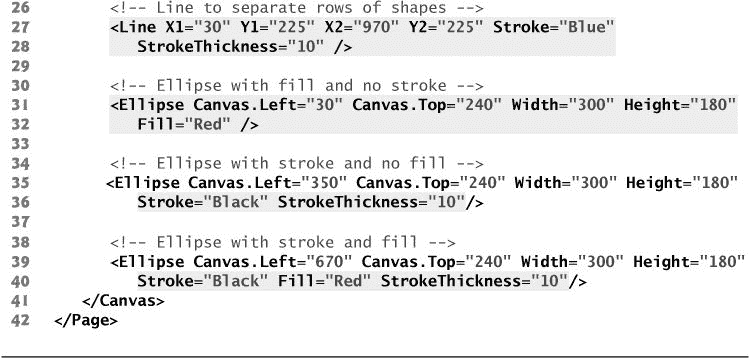 26 <!-- Line to separate rows of shapes -->
27 <Line X1="30" Y1="225" X2="970" Y2="225" Stroke="Blue"
28 StrokeThickness="10" />
29
30 <!-- Ellipse with fill and no stroke -->
31 <Ellipse Canvas.Left="30" Canvas.Top="240" Width="300" Height="180"
32 Fill="Red" />
33
34 <!-- Ellipse with stroke and no fill -->
35 <Ellipse Canvas.Left="350" Canvas.Top="240" Width="300" Height="180"
36 Stroke="Black" StrokeThickness="10"/>
37
38 <!-- Ellipse with stroke and fill -->
39 <Ellipse Canvas.Left="670" Canvas.Top="240" Width="300" Height="180"
40 Stroke="Black" Fill="Red" StrokeThickness="10"/>
41 </Canvas>
42 </Page>